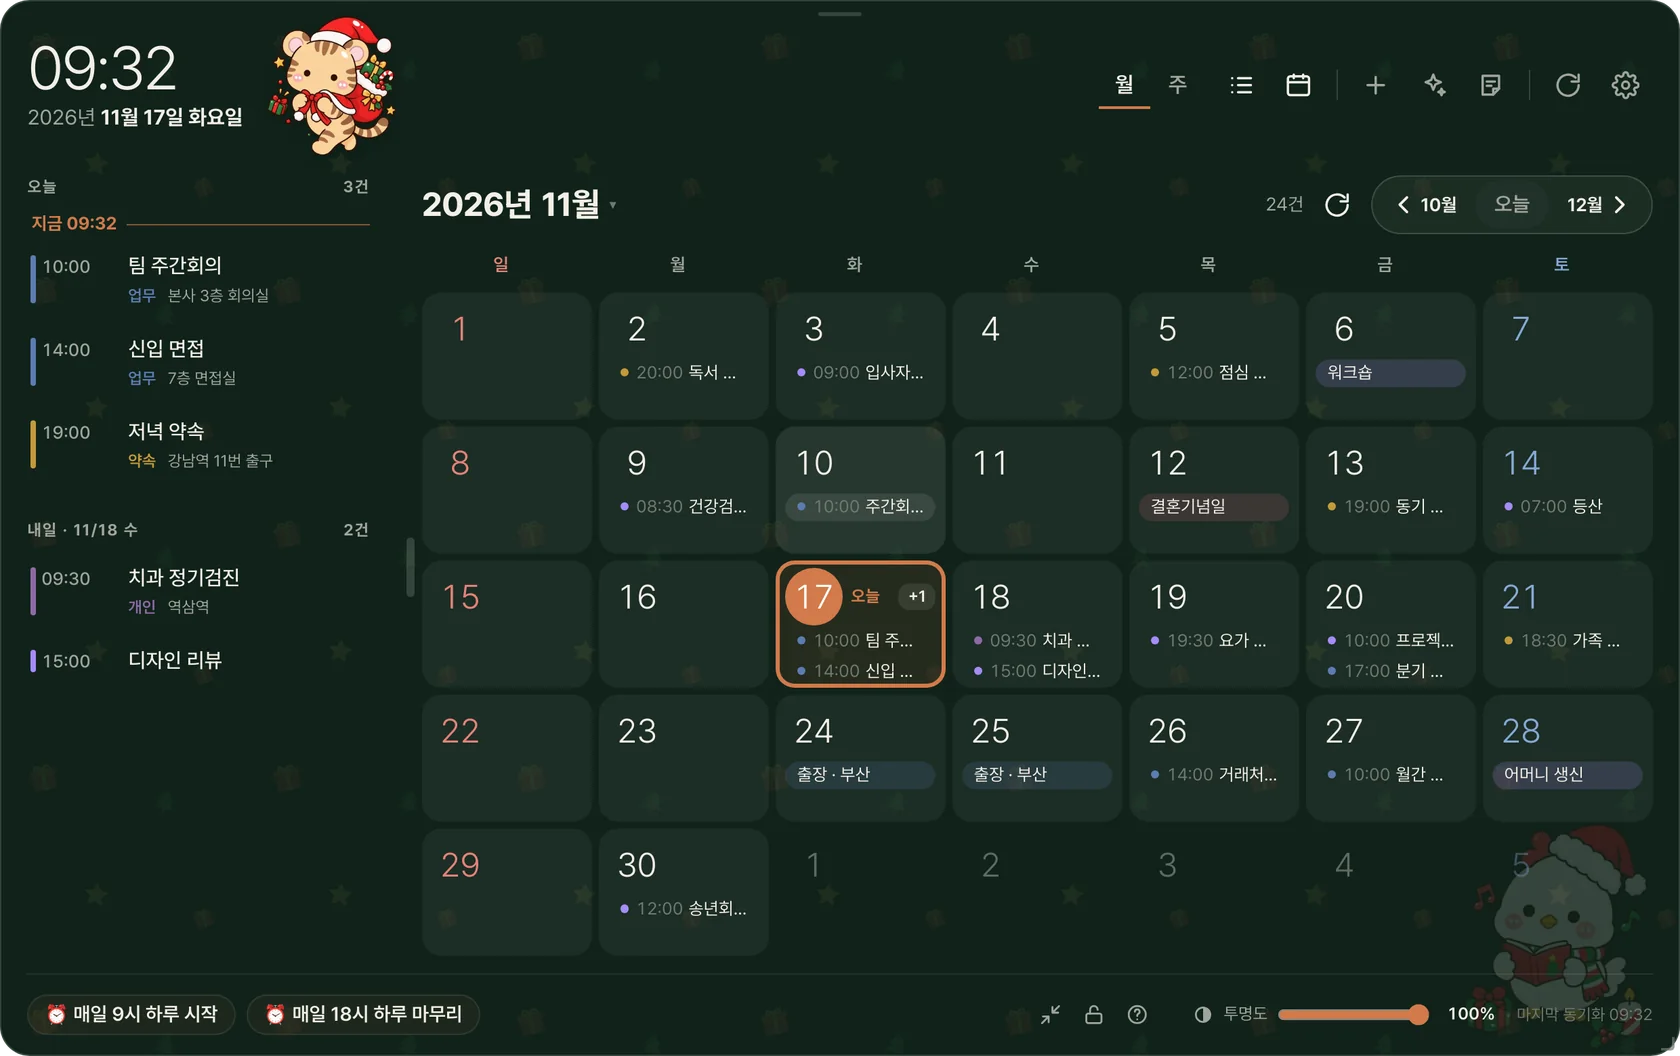 09:32
2026년 11월 17일 화요일
월 주
오늘 3건
지금 09:32
10:00 팀 주간회의
업무 본사 3층 회의실
14:00 신입 면접
업무 7층 면접실
19:00 저녁 약속
약속 강남역 11번 출구
내일 · 11/18 수 2건
09:30 치과 정기검진
개인 역삼역
15:00 디자인 리뷰
2026년 11월
24건 10월 오늘 12월
일 월 화 수 목 금 토
1 2 3 4 5 6 7
20:00 독서 ... 09:00 입사자... 12:00 점심 ... 워크숍
8 9 10 11 12 13 14
08:30 건강검... 10:00 주간회... 결혼기념일 19:00 동기 ... 07:00 등산
15 16 17 오늘 +1 18 19 20 21
10:00 팀 주... 09:30 치과 ... 19:30 요가 ... 10:00 프로젝... 18:30 가족 ...
14:00 신입 ... 15:00 디자인... 17:00 분기 ...
22 23 24 25 26 27 28
출장 · 부산 출장 · 부산 14:00 거래처... 10:00 월간 ... 어머니 생신
29 30 1 2 3 4 5
12:00 송년회...
매일 9시 하루 시작 매일 18시 하루 마무리 투명도 100% · 마지막 동기화 09:32